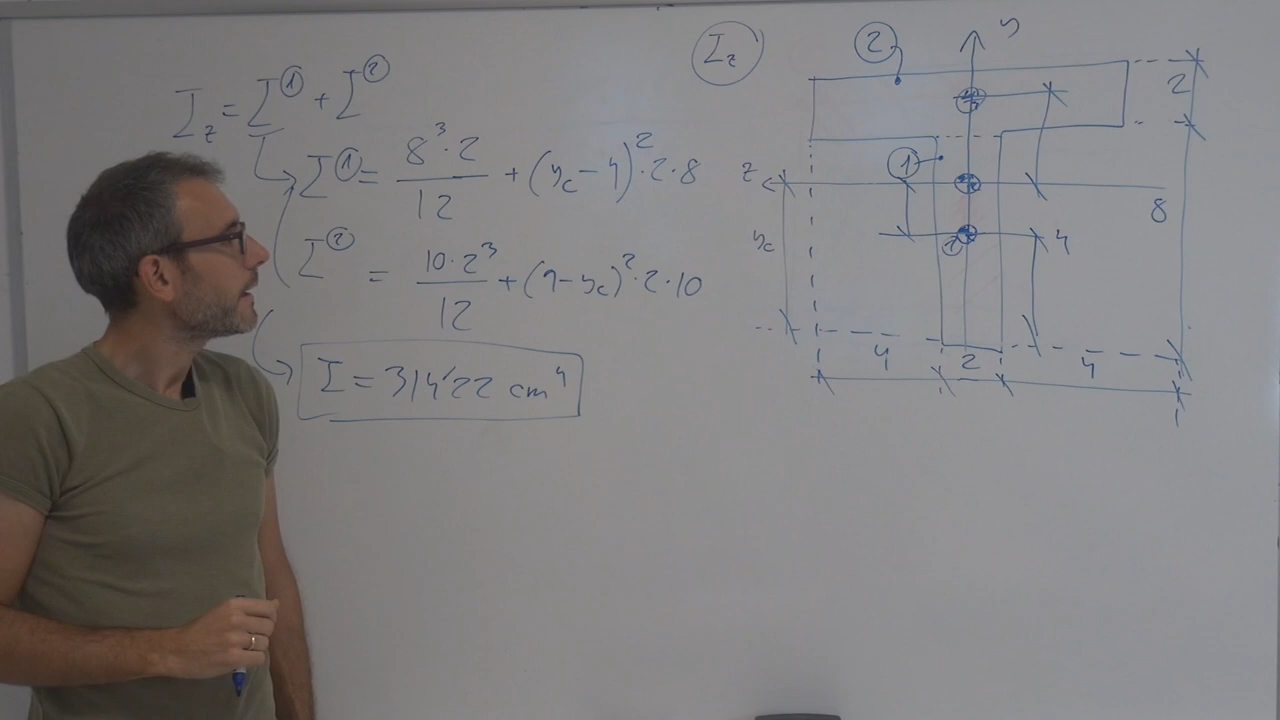 I_z = I^① + I^②
I^① = 8³·2/12 + (y_c - 4)²·2·8
I^② = 10·2³/12 + (9 - y_c)²·2·10
I = 314'22 cm⁴
I_z
② y
2
①
z
8
y_c ① 4
4 2 4